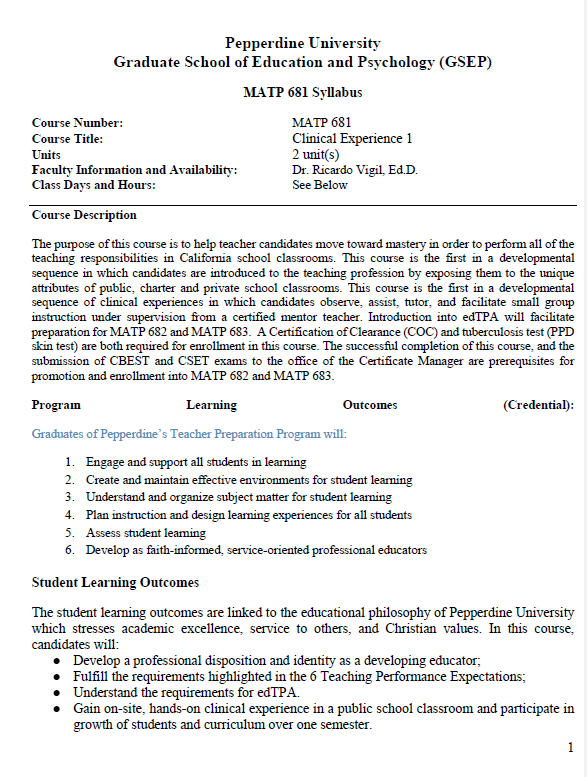 Pepperdine University
Graduate School of Education and Psychology (GSEP)
MATP 681 Syllabus
Course Number: MATP 681
Course Title: Clinical Experience 1
Units 2 unit(s)
Faculty Information and Availability: Dr. Ricardo Vigil, Ed.D.
Class Days and Hours: See Below
Course Description
The purpose of this course is to help teacher candidates move toward mastery in order to perform all of the
teaching responsibilities in California school classrooms. This course is the first in a developmental
sequence in which candidates are introduced to the teaching profession by exposing them to the unique
attributes of public, charter and private school classrooms. This course is the first in a developmental
sequence of clinical experiences in which candidates observe, assist, tutor, and facilitate small group
instruction under supervision from a certified mentor teacher. Introduction into edTPA will facilitate
preparation for MATP 682 and MATP 683. A Certification of Clearance (COC) and tuberculosis test (PPD
skin test) are both required for enrollment in this course. The successful completion of this course, and the
submission of CBEST and CSET exams to the office of the Certificate Manager are prerequisites for
promotion and enrollment into MATP 682 and MATP 683.
Program Learning Outcomes (Credential):
Graduates of Pepperdine's Teacher Preparation Program will:
1. Engage and support all students in learning
2. Create and maintain effective environments for student learning
3. Understand and organize subject matter for student learning
4. Plan instruction and design learning experiences for all students
5. Assess student learning
6. Develop as faith-informed, service-oriented professional educators
Student Learning Outcomes
The student learning outcomes are linked to the educational philosophy of Pepperdine University
which stresses academic excellence, service to others, and Christian values. In this course,
candidates will:
● Develop a professional disposition and identity as a developing educator;
● Fulfill the requirements highlighted in the 6 Teaching Performance Expectations;
● Understand the requirements for edTPA.
● Gain on-site, hands-on clinical experience in a public school classroom and participate in
growth of students and curriculum over one semester.
1